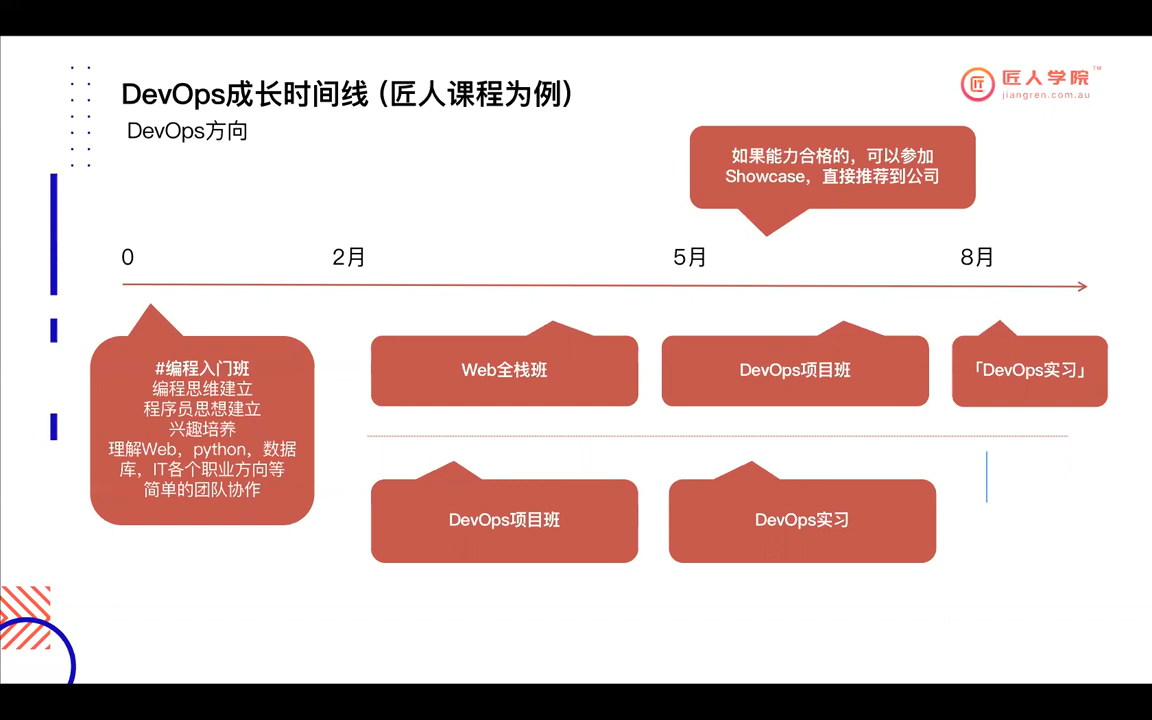 DevOps成长时间线（匠人课程为例）
DevOps方向
匠 匠人学院™
jiangren.com.au
如果能力合格的，可以参加
Showcase，直接推荐到公司
0
2月
5月
8月
#编程入门班
编程思维建立
程序员思想建立
兴趣培养
理解Web，python，数据
库，IT各个职业方向等
简单的团队协作
Web全栈班
DevOps项目班
「DevOps实习」
DevOps项目班
DevOps实习